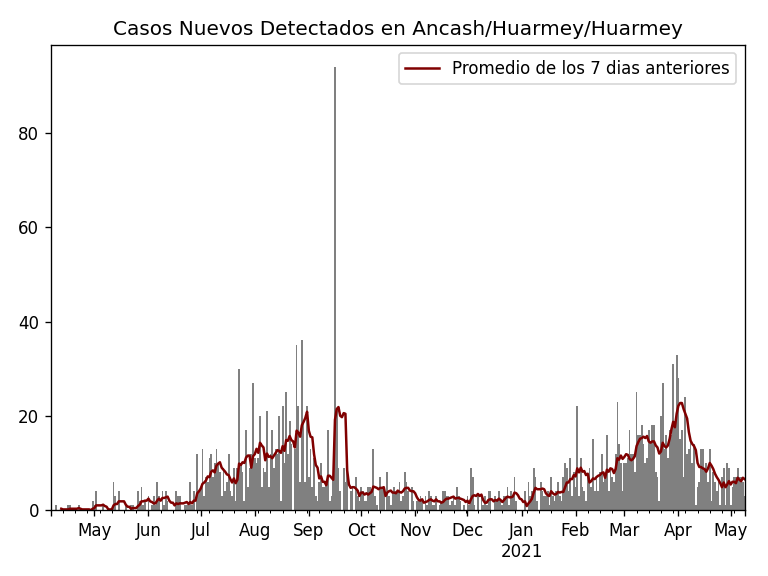 Casos Nuevos Detectados en Ancash/Huarmey/Huarmey
Promedio de los 7 dias anteriores
80
60
40
20
0
May Jun Jul Aug Sep Oct Nov Dec Jan Feb Mar Apr May
2021